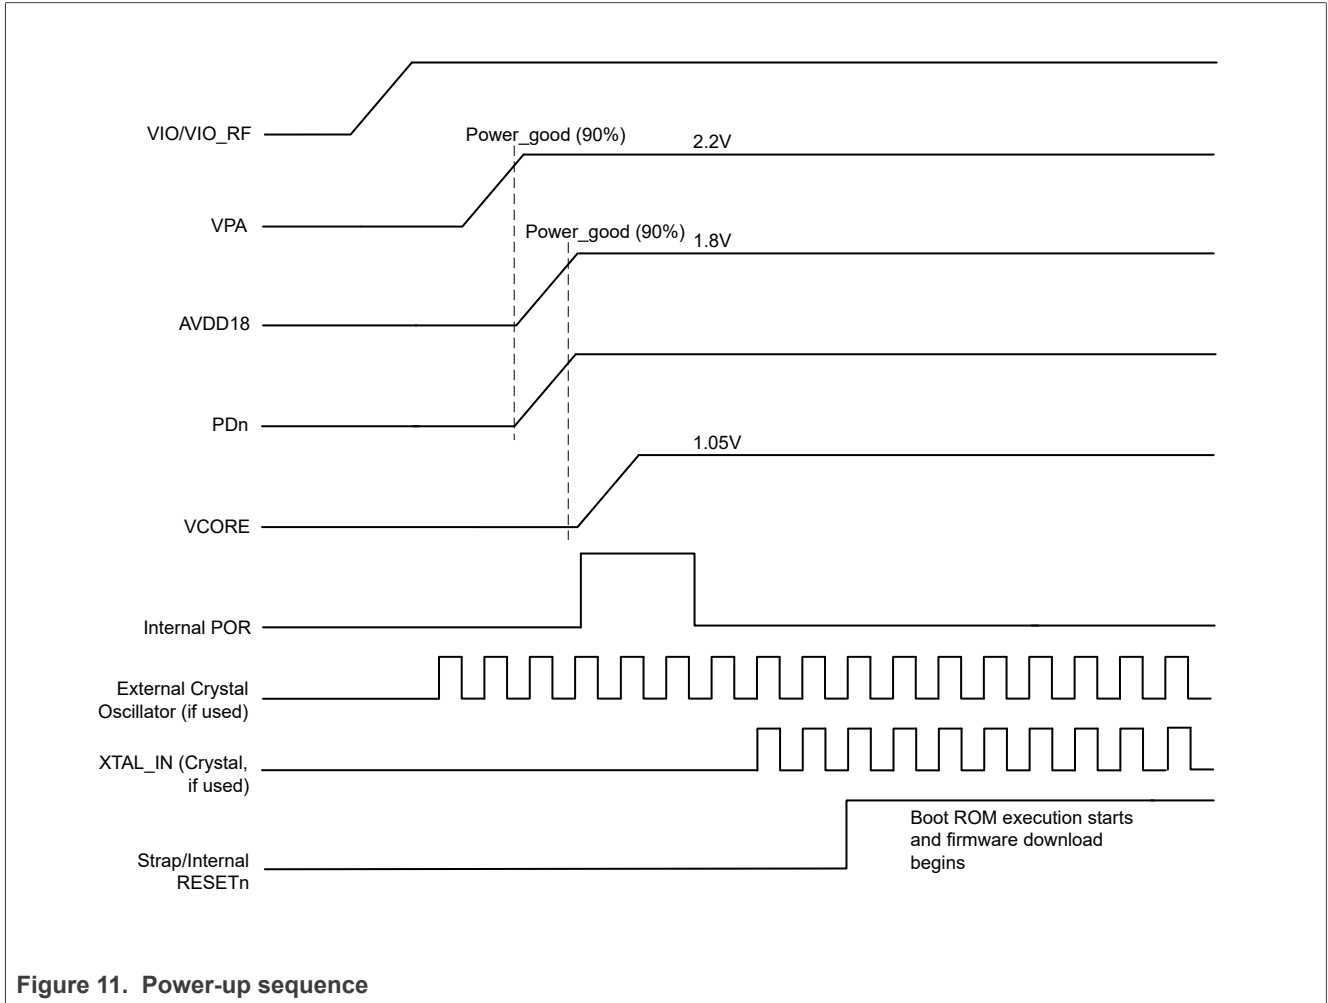 VIO/VIO_RF
Power_good (90%)
2.2V
VPA
Power_good (90%)
1.8V
AVDD18
PDn
1.05V
VCORE
Internal POR
External Crystal
Oscillator (if used)
XTAL_IN (Crystal,
if used)
Boot ROM execution starts
and firmware download
begins
Strap/Internal
RESETn
Figure 11. Power-up sequence